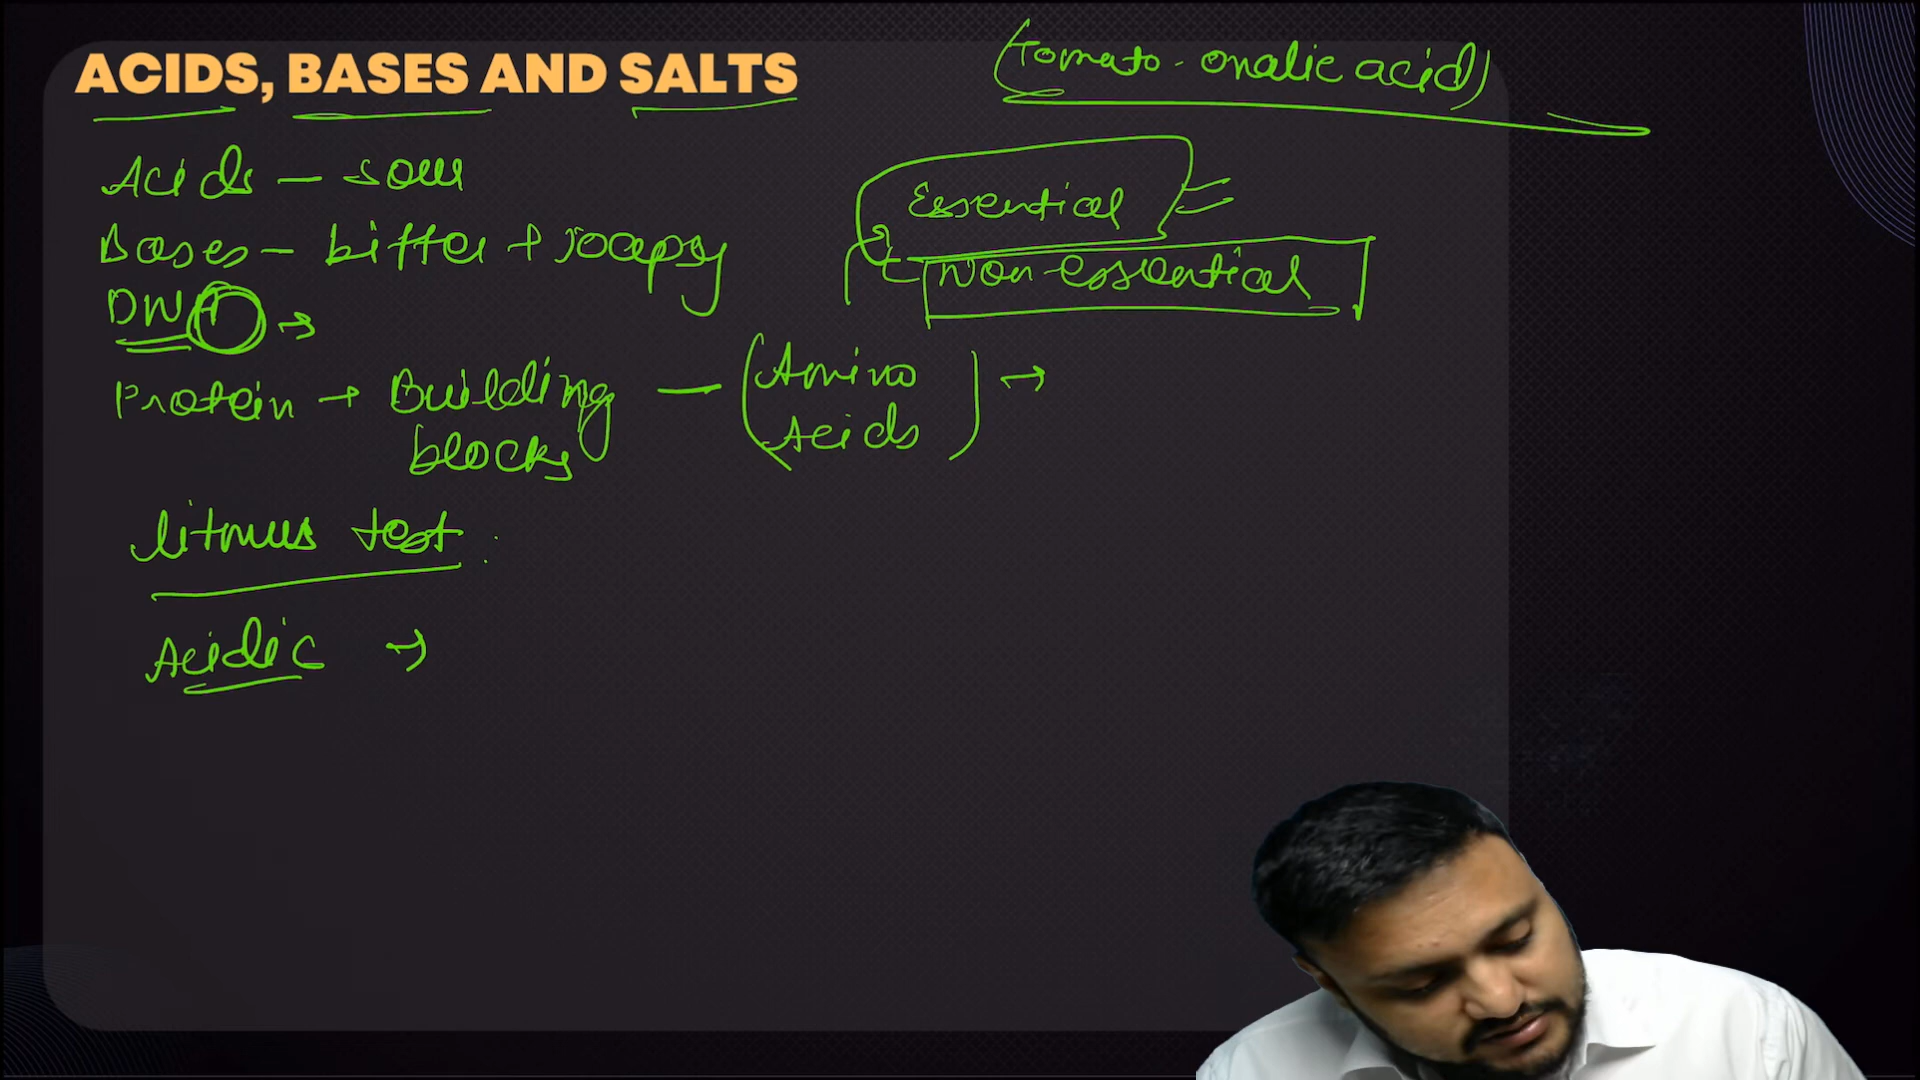 ACIDS, BASES AND SALTS
(Tomato - oxalic acid)
Acids - sour
Bases - bitter + soapy
DNA →
Essential
Non-essential
Protein → Building blocks — (Amino Acids) →
litmus test
Acidic →